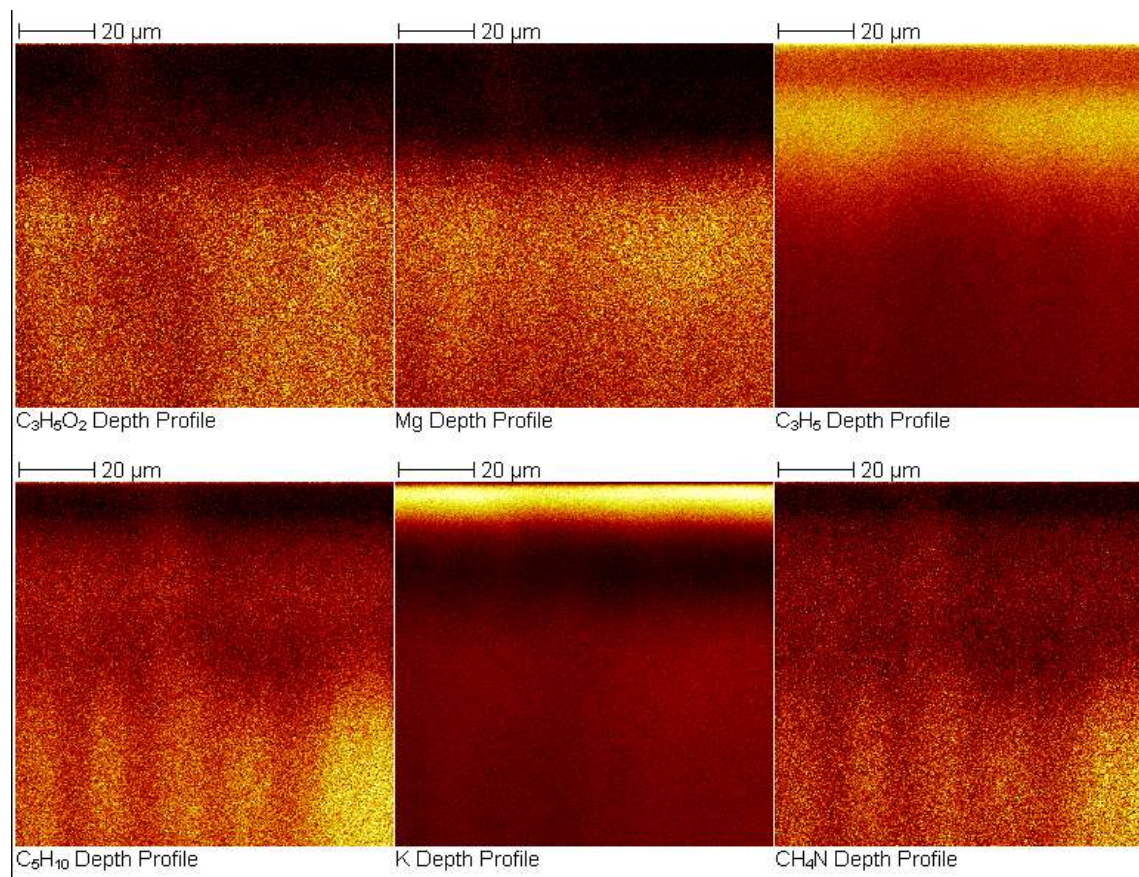 20 µm 20 µm 20 µm
C₃H₅O₂ Depth Profile Mg Depth Profile C₃H₅ Depth Profile
20 µm 20 µm 20 µm
C₅H₁₀ Depth Profile K Depth Profile CH₄N Depth Profile